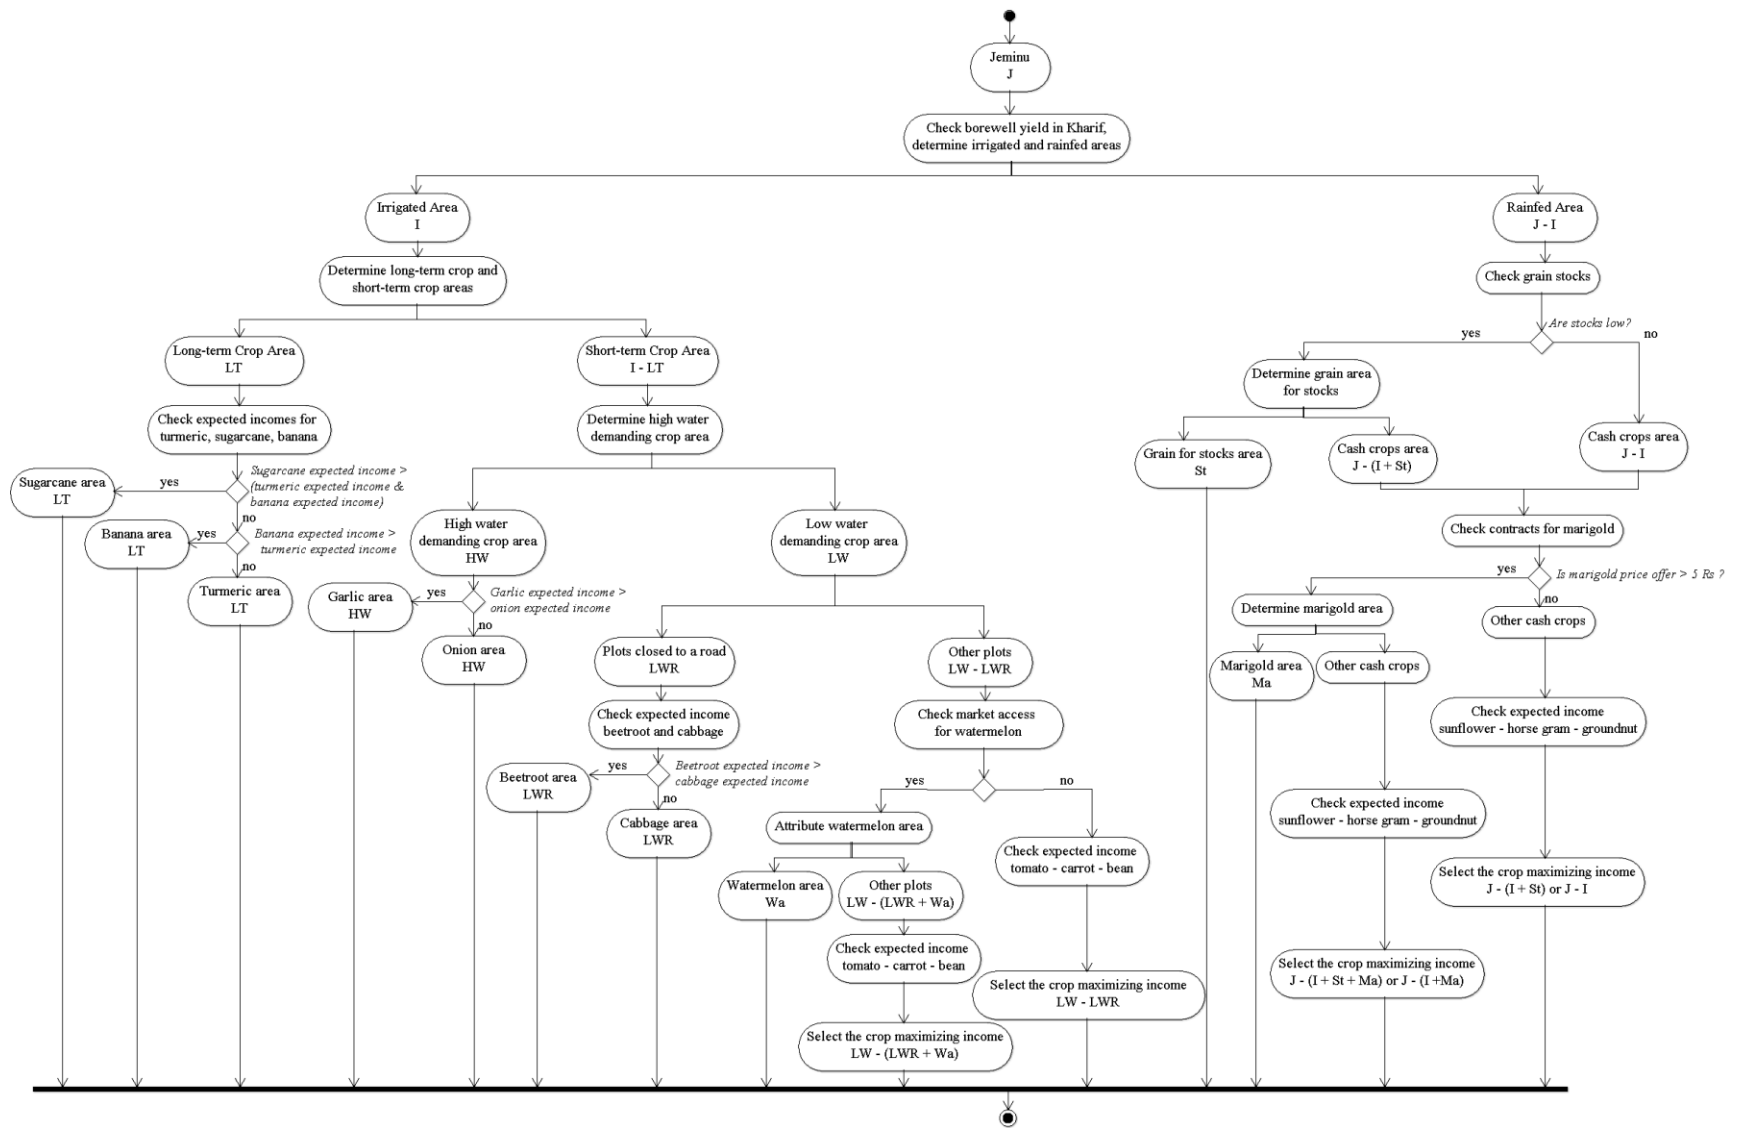 Jeminu
J
Check borewell yield in Kharif,
determine irrigated and rainfed areas
Irrigated Area
I
Rainfed Area
J - I
Determine long-term crop and
short-term crop areas
Check grain stocks
Are stocks low?
yes
no
Long-term Crop Area
LT
Short-term Crop Area
I - LT
Determine grain area
for stocks
Check expected incomes for
turmeric, sugarcane, banana
Determine high water
demanding crop area
Grain for stocks area
St
Cash crops area
J - (I + St)
Cash crops area
J - I
Sugarcane expected income >
(turmeric expected income &
banana expected income)
yes
no
Sugarcane area
LT
Banana expected income >
turmeric expected income
yes
no
Banana area
LT
Turmeric area
LT
High water
demanding crop area
HW
Low water
demanding crop area
LW
Check contracts for marigold
Is marigold price offer > 5 Rs ?
yes
no
Garlic expected income >
onion expected income
yes
no
Garlic area
HW
Onion area
HW
Determine marigold area
Other cash crops
Plots closed to a road
LWR
Other plots
LW - LWR
Marigold area
Ma
Other cash crops
Check expected income
beetroot and cabbage
Check market access
for watermelon
Check expected income
sunflower - horse gram - groundnut
Beetroot expected income >
cabbage expected income
yes
no
Beetroot area
LWR
Cabbage area
LWR
yes
no
Attribute watermelon area
Check expected income
tomato - carrot - bean
Check expected income
sunflower - horse gram - groundnut
Watermelon area
Wa
Other plots
LW - (LWR + Wa)
Select the crop maximizing income
J - (I + St) or J - I
Check expected income
tomato - carrot - bean
Select the crop maximizing income
LW - LWR
Select the crop maximizing income
J - (I + St + Ma) or J - (I +Ma)
Select the crop maximizing income
LW - (LWR + Wa)